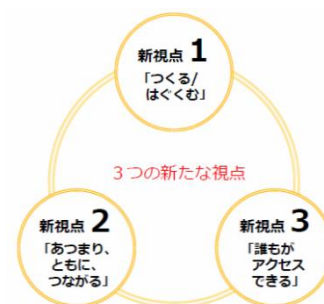 新視点 1
「つくる/
はぐくむ」
3つの新たな視点
新視点 2
「あつまり、
ともに、
つながる」
新視点 3
「誰もが
アクセス
できる」